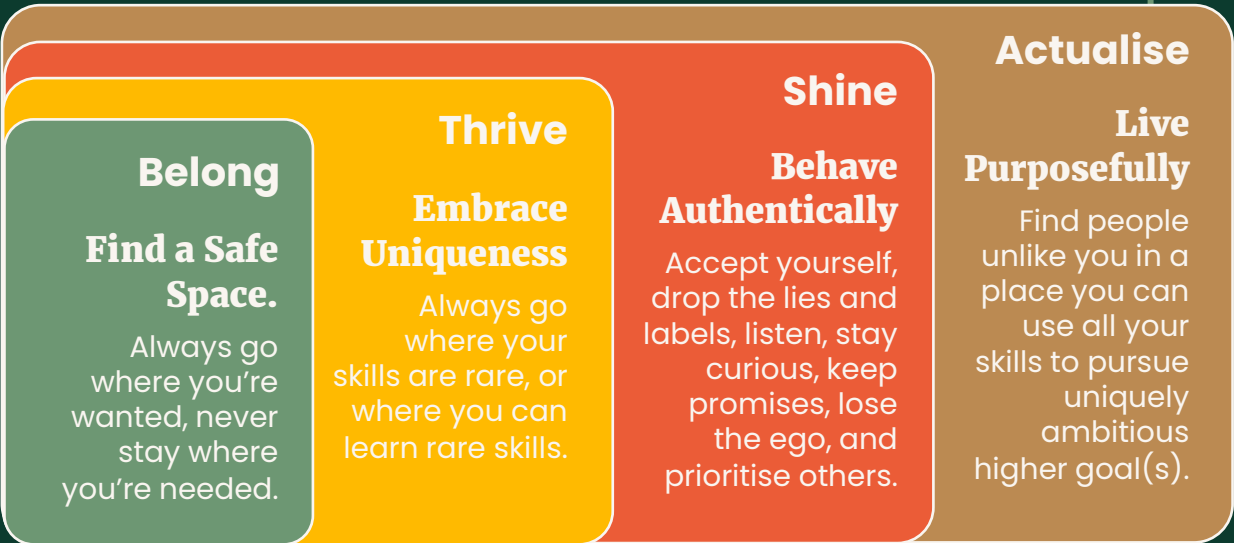 Belong
Find a Safe
Space.
Always go
where you’re
wanted, never
stay where
you’re needed.
Thrive
Embrace
Uniqueness
Always go
where your
skills are rare, or
where you can
learn rare skills.
Shine
Behave
Authentically
Accept yourself,
drop the lies and
labels, listen, stay
curious, keep
promises, lose
the ego, and
prioritise others.
Actualise
Live
Purposefully
Find people
unlike you in a
place you can
use all your
skills to pursue
uniquely
ambitious
higher goal(s).